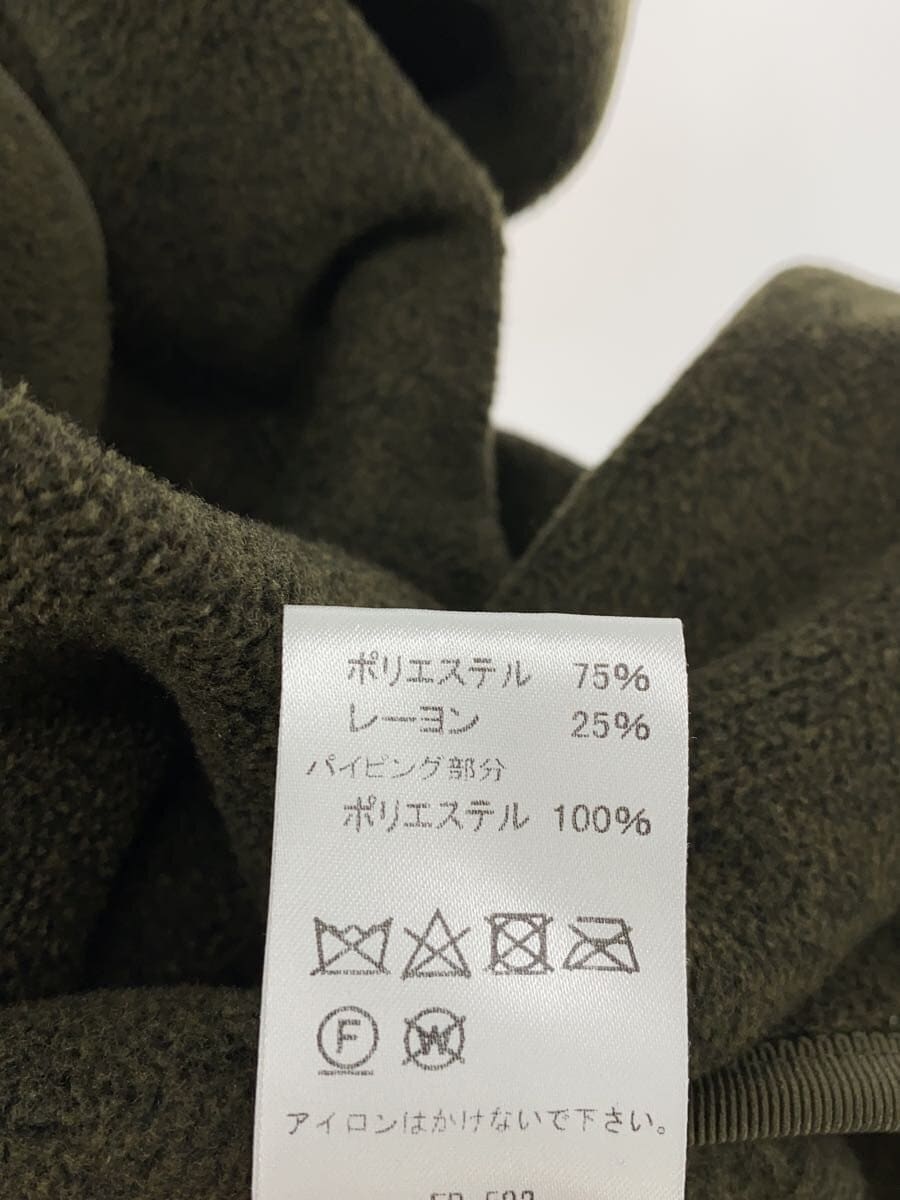 ポリエステル 75%
レーヨン 25%
パイピング部分
ポリエステル 100%
F W
アイロンはかけないで下さい。